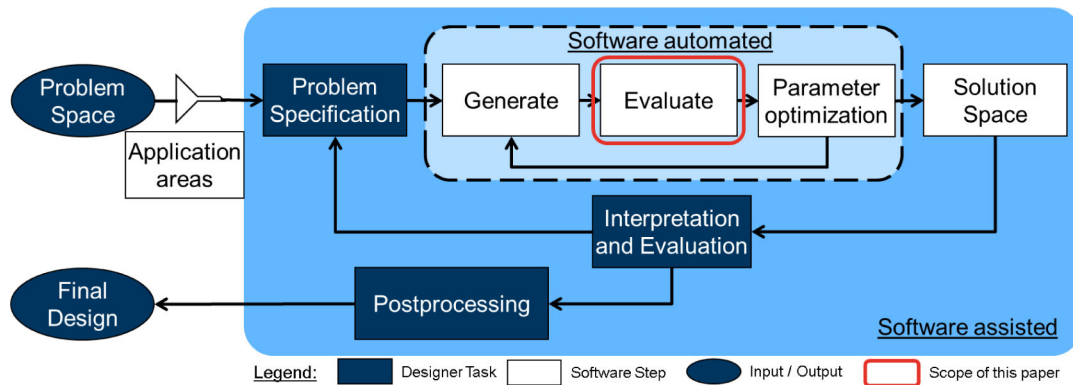 Software automated
Problem
Space
Application
areas
Problem
Specification
Generate
Evaluate
Parameter
optimization
Solution
Space
Interpretation
and Evaluation
Final
Design
Postprocessing
Software assisted
Legend:
Designer Task
Software Step
Input / Output
Scope of this paper